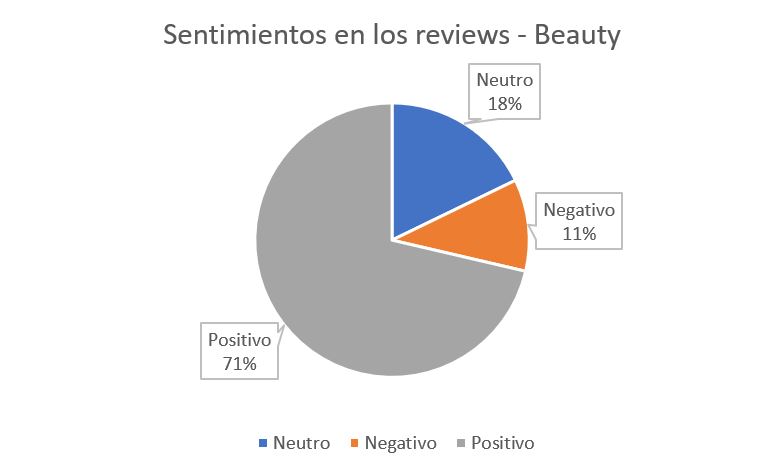 Sentimientos en los reviews - Beauty
Neutro
18%
Negativo
11%
Positivo
71%
Neutro Negativo Positivo